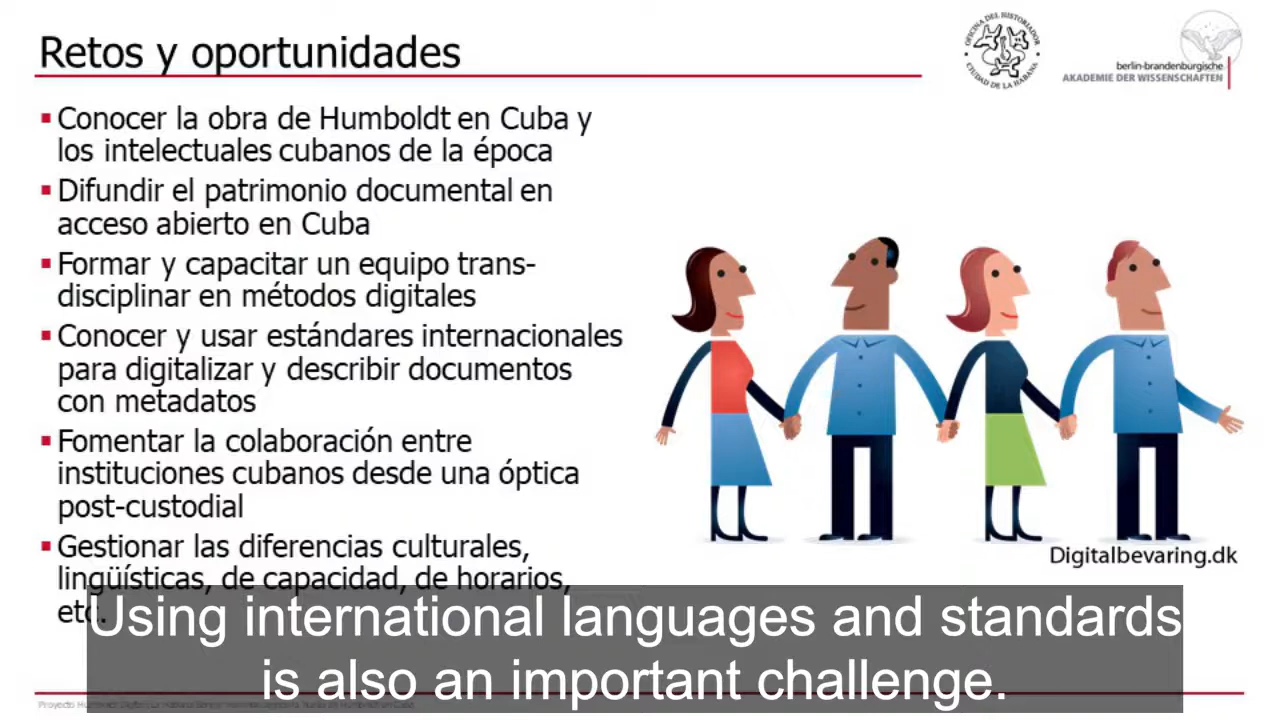 Retos y oportunidades
OFICINA DEL HISTORIADOR
CIUDAD DE LA HABANA
berlin-brandenburgische
AKADEMIE DER WISSENSCHAFTEN
▪ Conocer la obra de Humboldt en Cuba y
los intelectuales cubanos de la época
▪ Difundir el patrimonio documental en
acceso abierto en Cuba
▪ Formar y capacitar un equipo trans-
disciplinar en métodos digitales
▪ Conocer y usar estándares internacionales
para digitalizar y describir documentos
con metadatos
▪ Fomentar la colaboración entre
instituciones cubanos desde una óptica
post-custodial
▪ Gestionar las diferencias culturales,
lingüísticas, de capacidad, de horarios,
etc.
Digitalbevaring.dk
Using international languages and standards
is also an important challenge.